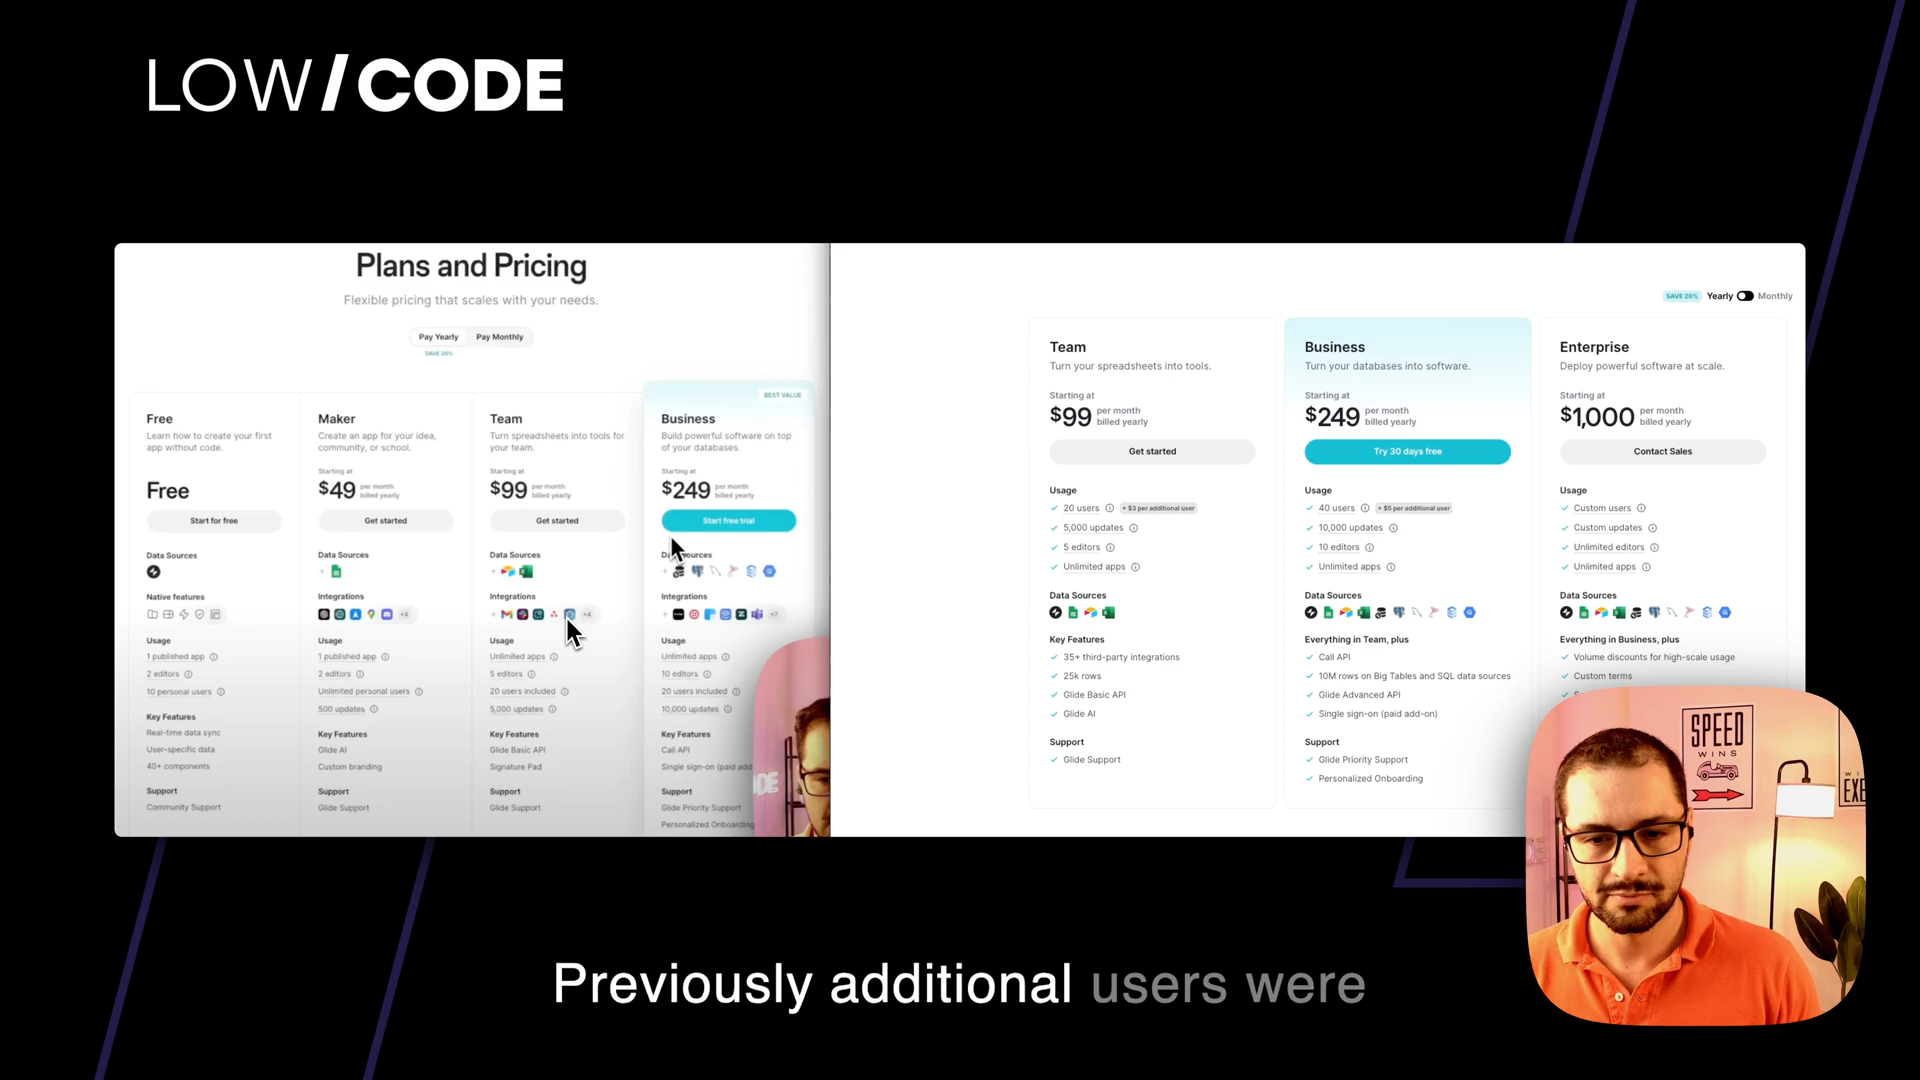 LOW/CODE
Plans and Pricing
Flexible pricing that scales with your needs.
Pay Yearly Pay Monthly
SAVE 20%
Free
Learn how to create your first
app without code.
Free
Start for free
Data Sources
Native features
Usage
1 published app
2 editors
10 personal users
Key Features
Real-time data sync
User-specific data
40+ components
Support
Community Support
Maker
Create an app for your idea,
community, or school.
Starting at
$49 per month
billed yearly
Get started
Data Sources
Integrations
+4
Usage
1 published app
2 editors
Unlimited personal users
500 updates
Key Features
Glide AI
Custom branding
Support
Glide Support
Team
Turn spreadsheets into tools for
your team.
Starting at
$99 per month
billed yearly
Get started
Data Sources
Integrations
+4
Usage
Unlimited apps
5 editors
20 users included
5,000 updates
Key Features
Glide Basic API
Signature Pad
Support
Glide Support
BEST VALUE
Business
Build powerful software on top
of your databases.
Starting at
$249 per month
billed yearly
Start free trial
Integrations
+7
Usage
Unlimited apps
10 editors
20 users included
10,000 updates
Key Features
Call API
Single sign-on (paid add
Support
Glide Priority Support
Personalized Onboarding
SAVE 20% Yearly Monthly
Team
Turn your spreadsheets into tools.
Starting at
$99 per month
billed yearly
Get started
Usage
20 users + $3 per additional user
5,000 updates
5 editors
Unlimited apps
Data Sources
Key Features
35+ third-party integrations
25k rows
Glide Basic API
Glide AI
Support
Glide Support
Business
Turn your databases into software.
Starting at
$249 per month
billed yearly
Try 30 days free
Usage
40 users + $5 per additional user
10,000 updates
10 editors
Unlimited apps
Data Sources
Everything in Team, plus
Call API
10M rows on Big Tables and SQL data sources
Glide Advanced API
Single sign-on (paid add-on)
Support
Glide Priority Support
Personalized Onboarding
Enterprise
Deploy powerful software at scale.
Starting at
$1,000 per month
billed yearly
Contact Sales
Usage
Custom users
Custom updates
Unlimited editors
Unlimited apps
Data Sources
Everything in Business, plus
Volume discounts for high-scale usage
Custom terms
SPEED
WINS
Previously additional users were